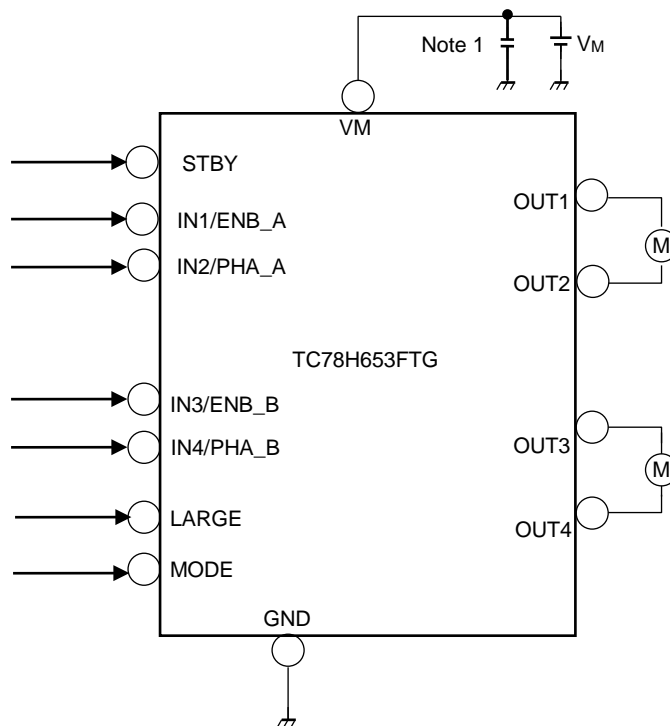 Note 1
VM
VM
STBY
OUT1
IN1/ENB_A
M
IN2/PHA_A
OUT2
TC78H653FTG
IN3/ENB_B
OUT3
IN4/PHA_B
M
LARGE
OUT4
MODE
GND